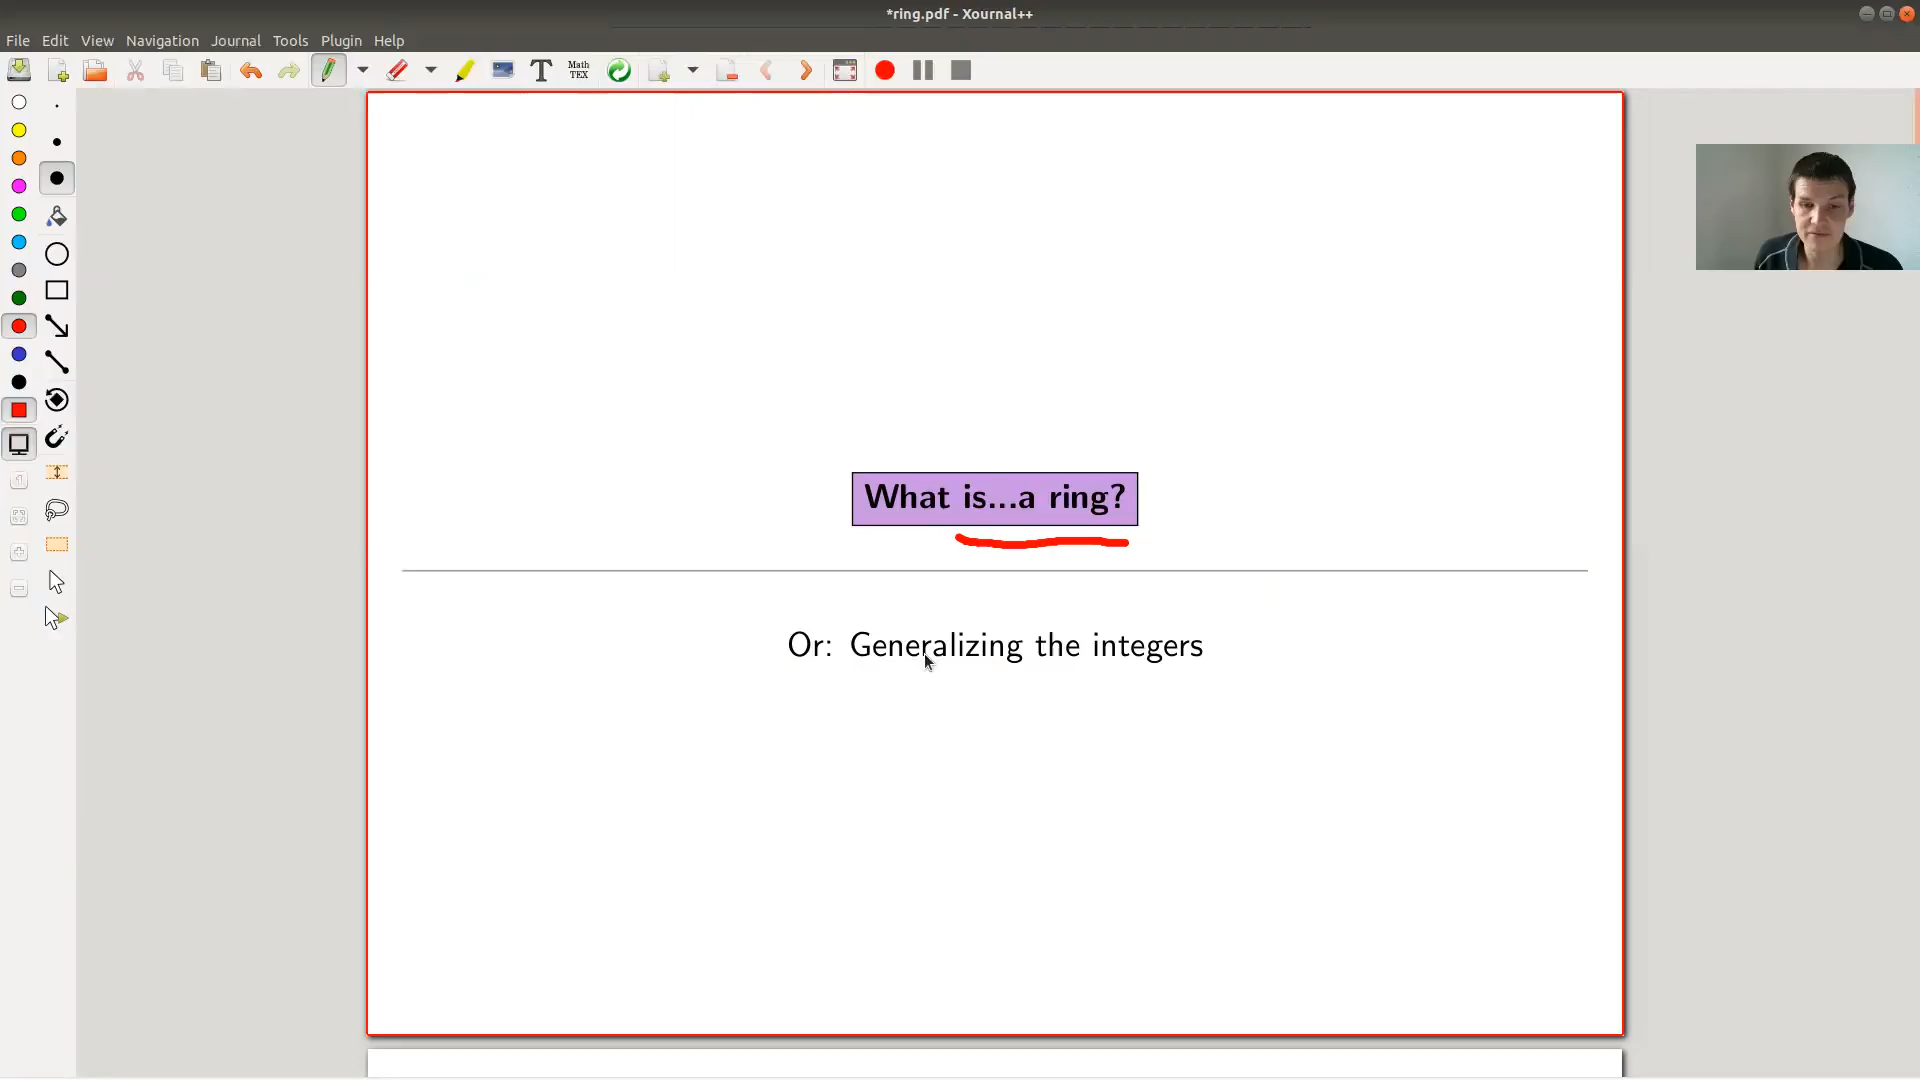 *ring.pdf - Xournal++
File Edit View Navigation Journal Tools Plugin Help
T Math TEX
What is...a ring?
Or: Generalizing the integers